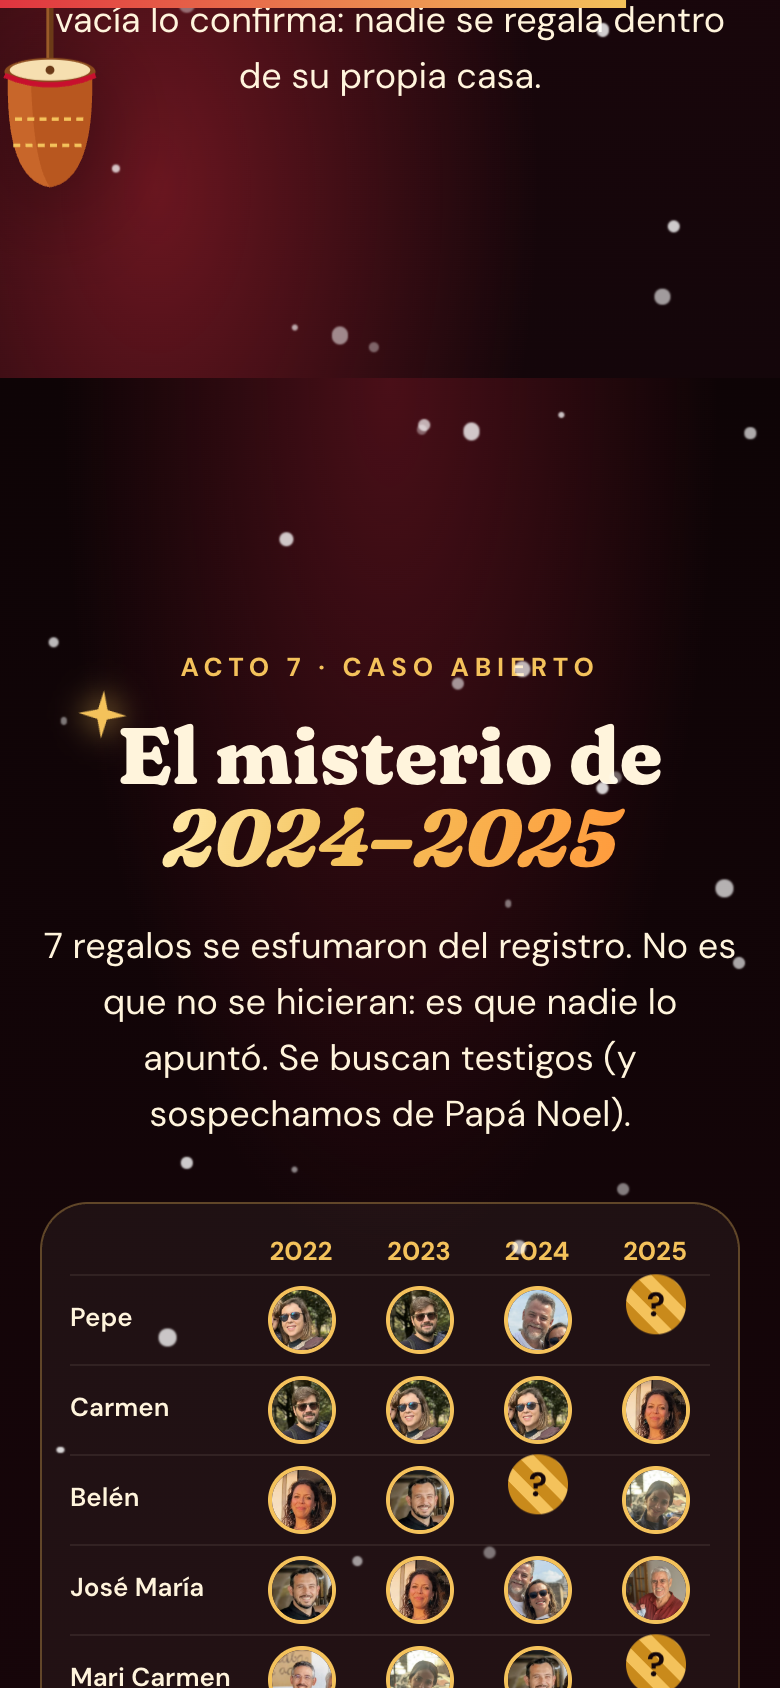 vacía lo confirma: nadie se regala dentro
de su propia casa.
ACTO 7 · CASO ABIERTO
El misterio de
2024–2025
7 regalos se esfumaron del registro. No es
que no se hicieran: es que nadie lo
apuntó. Se buscan testigos (y
sospechamos de Papá Noel).
2022 2023 2024 2025
Pepe ?
Carmen
Belén ?
José María
Mari Carmen ?